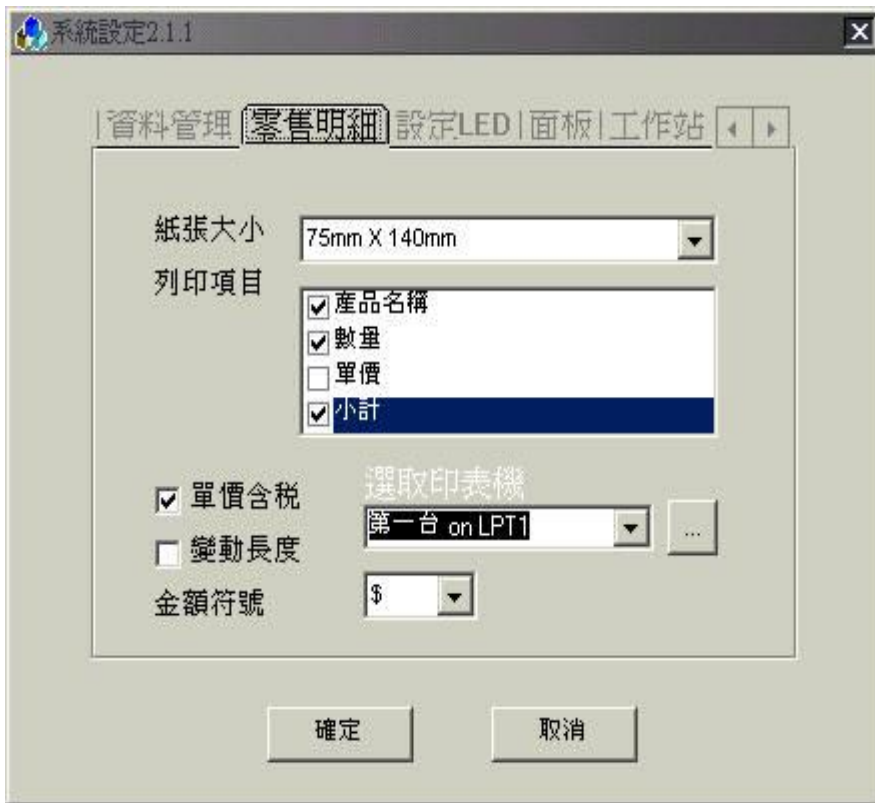 系統設定2.1.1
資料管理 零售明細 設定LED 面板 工作站
紙張大小 75mm X 140mm
列印項目
產品名稱
數量
單價
小計
單價含稅 選取印表機
第一台 on LPT1 ...
變動長度
金額符號 $
確定 取消